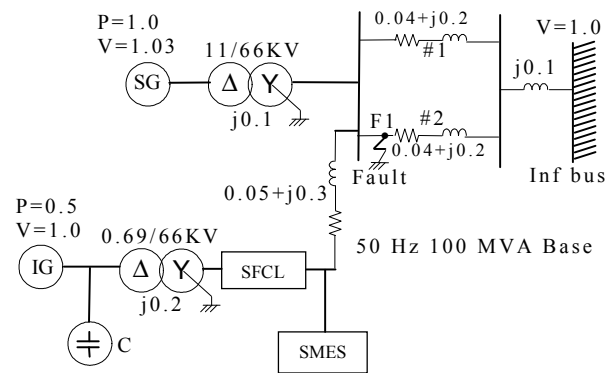 P=1.0
V=1.03
11/66KV
SG
Δ
Y
j0.1
0.04+j0.2
#1
V=1.0
j0.1
F1
#2
0.04+j0.2
Fault
Inf bus
0.05+j0.3
P=0.5
V=1.0
0.69/66KV
50 Hz 100 MVA Base
IG
Δ
Y
SFCL
j0.2
C
SMES